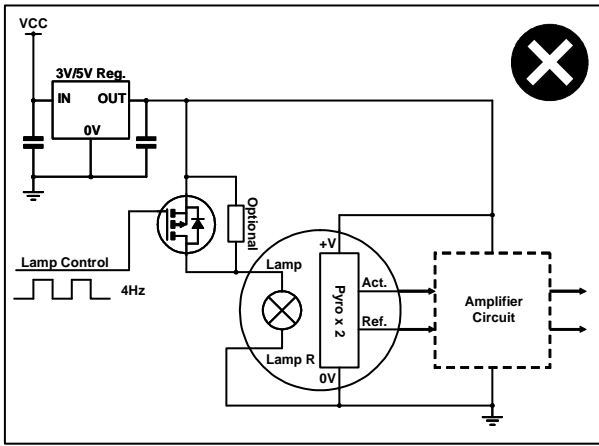 VCC
3V/5V Reg.
IN OUT
0V
Optional
Lamp Control
4Hz
+V
Lamp
Pyro x 2
Act.
Ref.
Lamp R
0V
Amplifier
Circuit